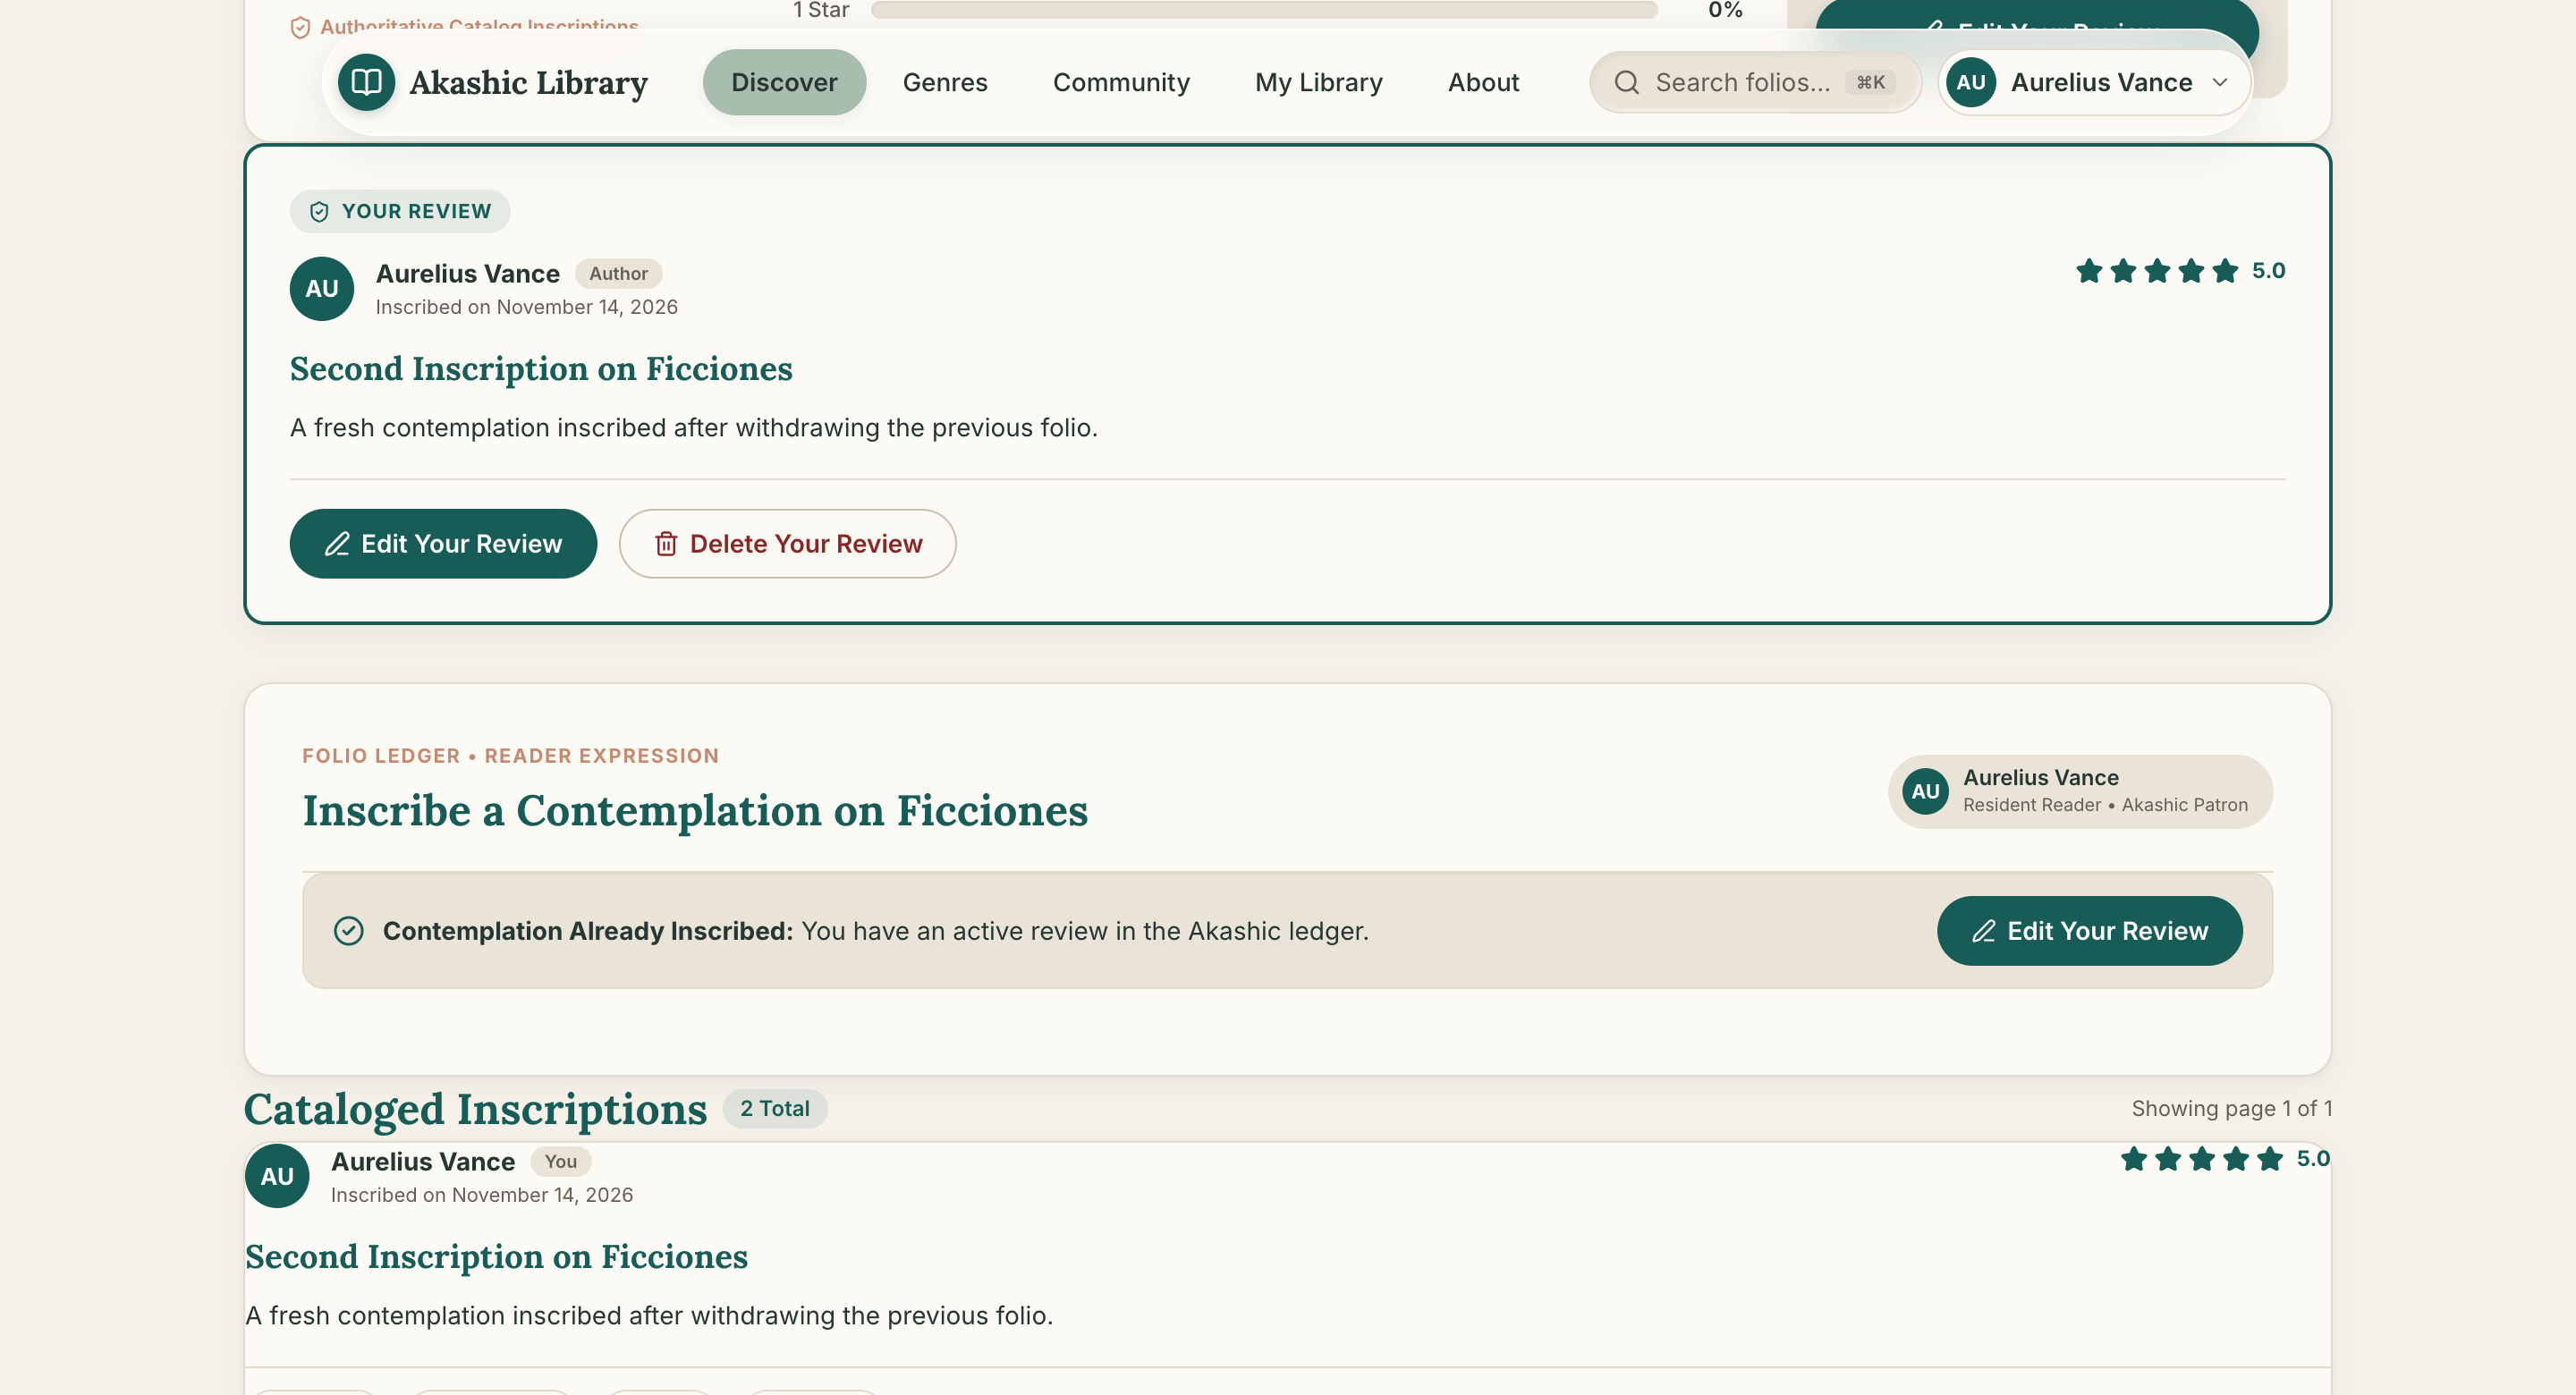 1 Star 0%
Authoritative Catalog Inscriptions
Edit Your Review
Akashic Library Discover Genres Community My Library About Search folios... ⌘K AU Aurelius Vance
YOUR REVIEW
AU Aurelius Vance Author 5.0
Inscribed on November 14, 2026
Second Inscription on Ficciones
A fresh contemplation inscribed after withdrawing the previous folio.
Edit Your Review Delete Your Review
FOLIO LEDGER • READER EXPRESSION
Inscribe a Contemplation on Ficciones
AU Aurelius Vance
Resident Reader • Akashic Patron
Contemplation Already Inscribed: You have an active review in the Akashic ledger. Edit Your Review
Cataloged Inscriptions 2 Total Showing page 1 of 1
AU Aurelius Vance You 5.0
Inscribed on November 14, 2026
Second Inscription on Ficciones
A fresh contemplation inscribed after withdrawing the previous folio.